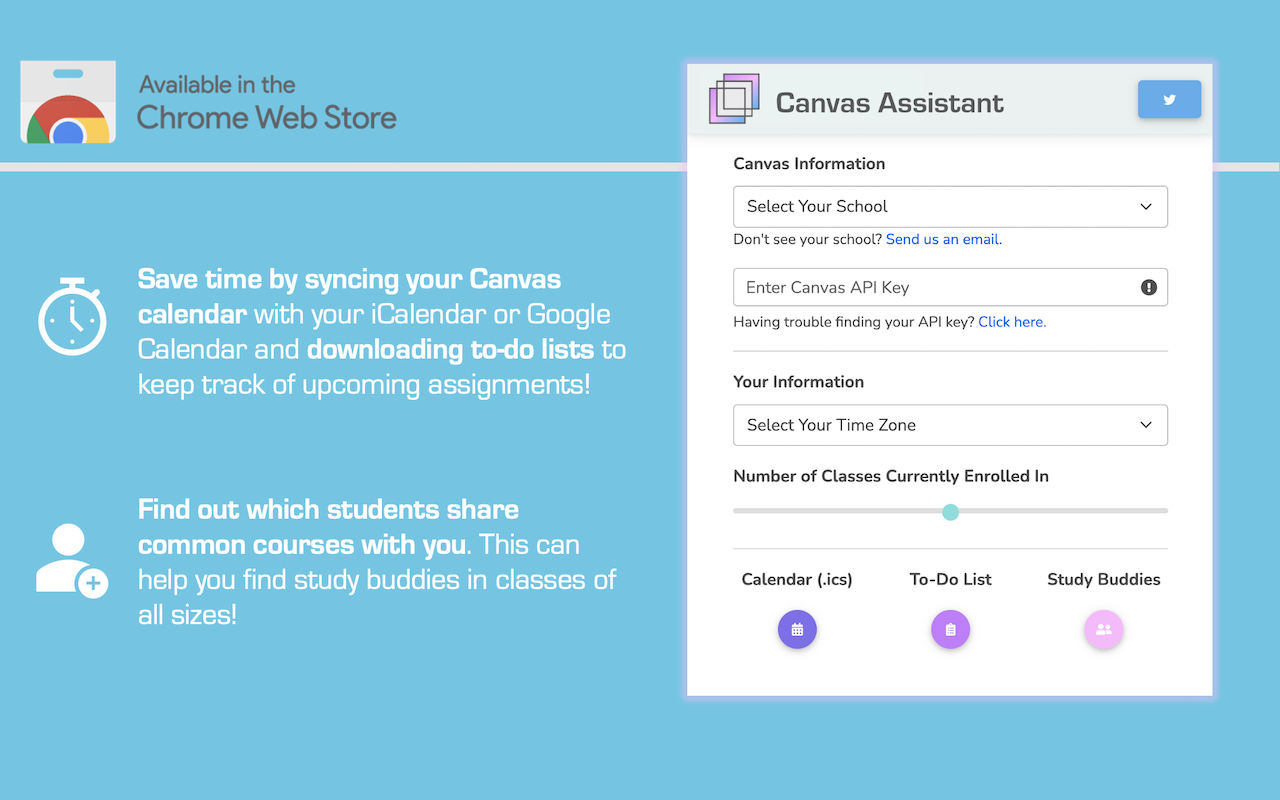 Available in the
Chrome Web Store
Save time by syncing your Canvas
calendar with your iCalendar or Google
Calendar and downloading to-do lists to
keep track of upcoming assignments!
Find out which students share
common courses with you. This can
help you find study buddies in classes of
all sizes!
Canvas Assistant
Canvas Information
Select Your School
Don't see your school? Send us an email.
Enter Canvas API Key
Having trouble finding your API key? Click here.
Your Information
Select Your Time Zone
Number of Classes Currently Enrolled In
Calendar (.ics) To-Do List Study Buddies